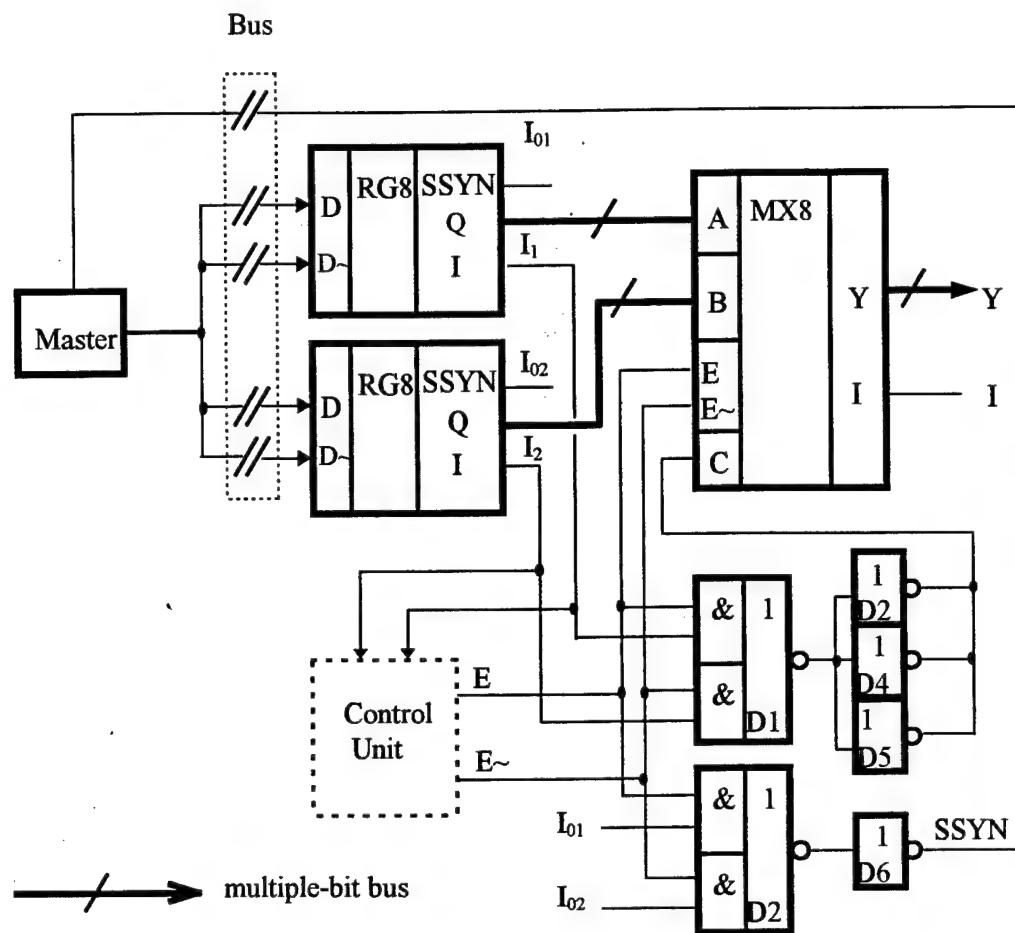 Bus
I01
D
RG8
SSYN
Q
I
D~
I1
Master
I02
D
RG8
SSYN
Q
I
D~
I2
A
MX8
B
Y
Y
E
E~
I
I
C
Control
Unit
E
E~
&
1
&
D1
1
D2
1
D4
1
D5
&
1
&
D2
I01
I02
1
D6
SSYN
multiple-bit bus